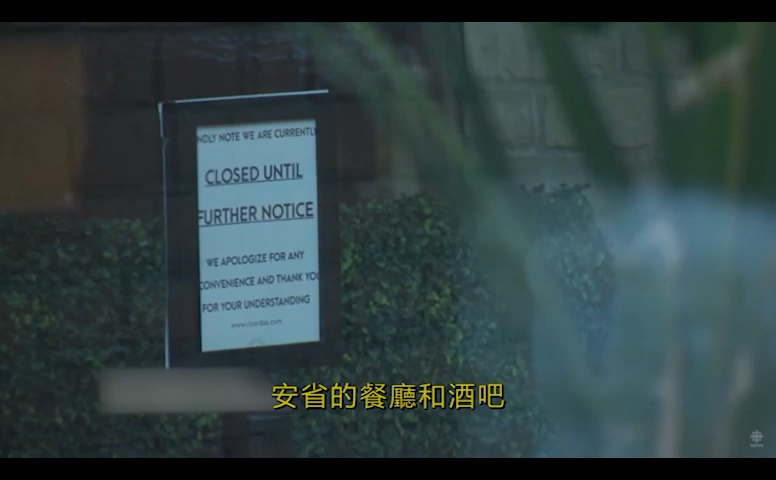 NDLY NOTE WE ARE CURRENTLY
CLOSED UNTIL
FURTHER NOTICE
WE APOLOGIZE FOR ANY
CONVENIENCE AND THANK YOU
FOR YOUR UNDERSTANDING
安省的餐廳和酒吧